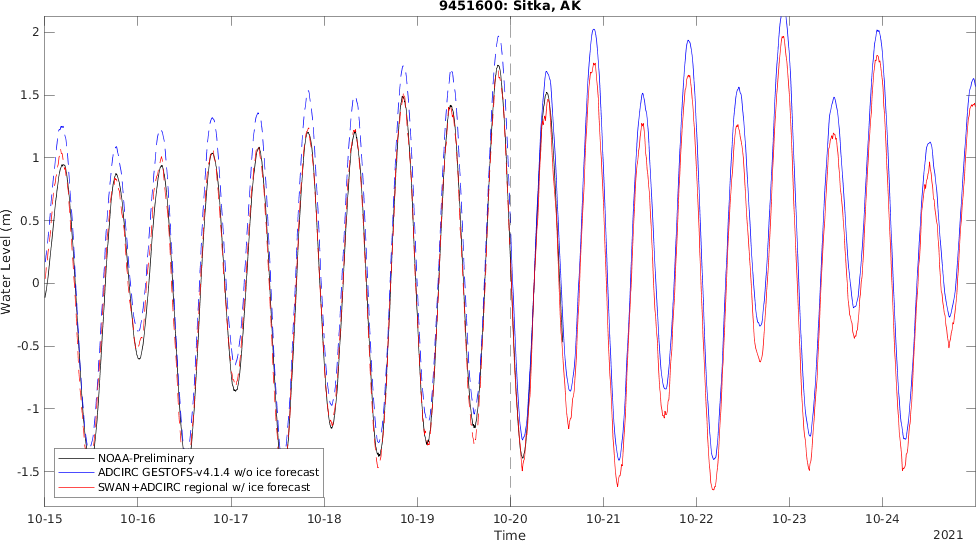 9451600: Sitka, AK
2
1.5
1
0.5
0
-0.5
-1
-1.5
Water Level (m)
NOAA-Preliminary
ADCIRC GESTOFS-v4.1.4 w/o ice forecast
SWAN+ADCIRC regional w/ ice forecast
10-15 10-16 10-17 10-18 10-19 10-20 10-21 10-22 10-23 10-24
Time
2021